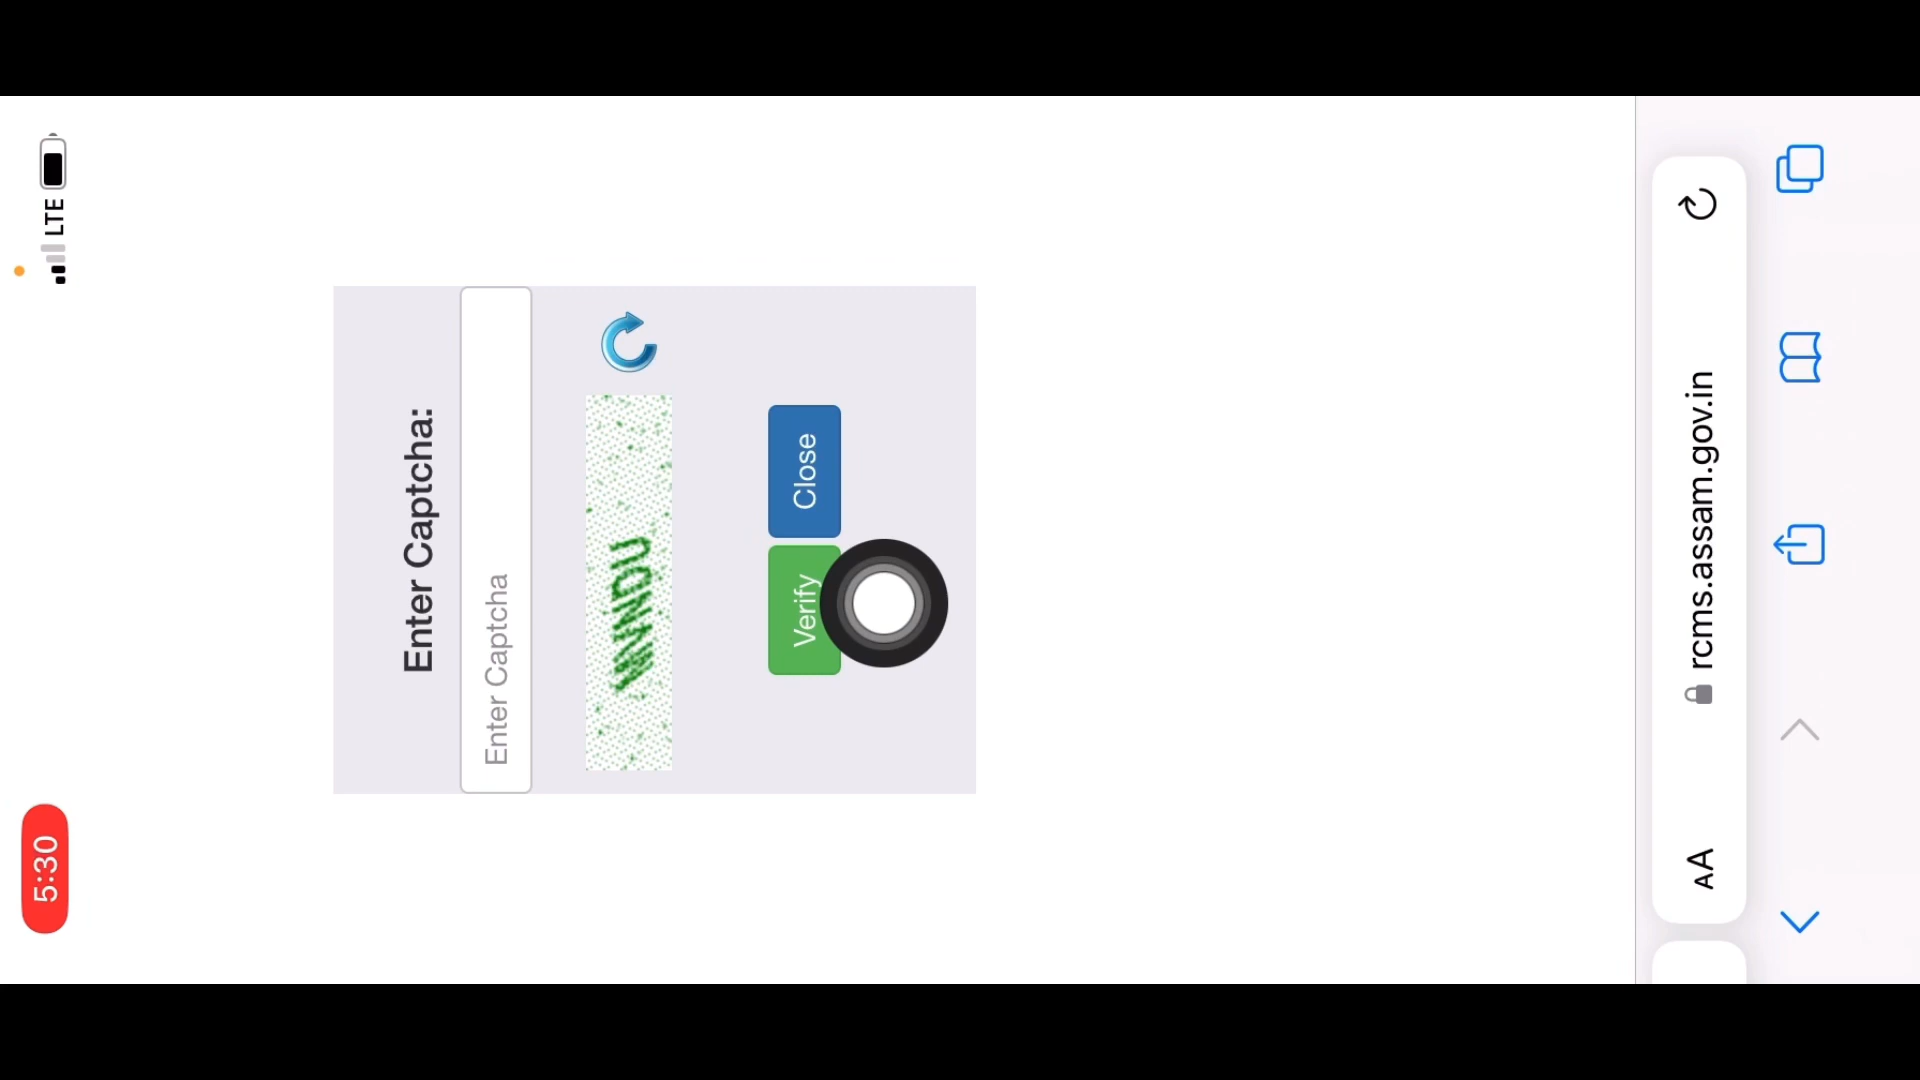 5:30
LTE
Enter Captcha:
Enter Captcha
Verify
Close
AA
rcms.assam.gov.in